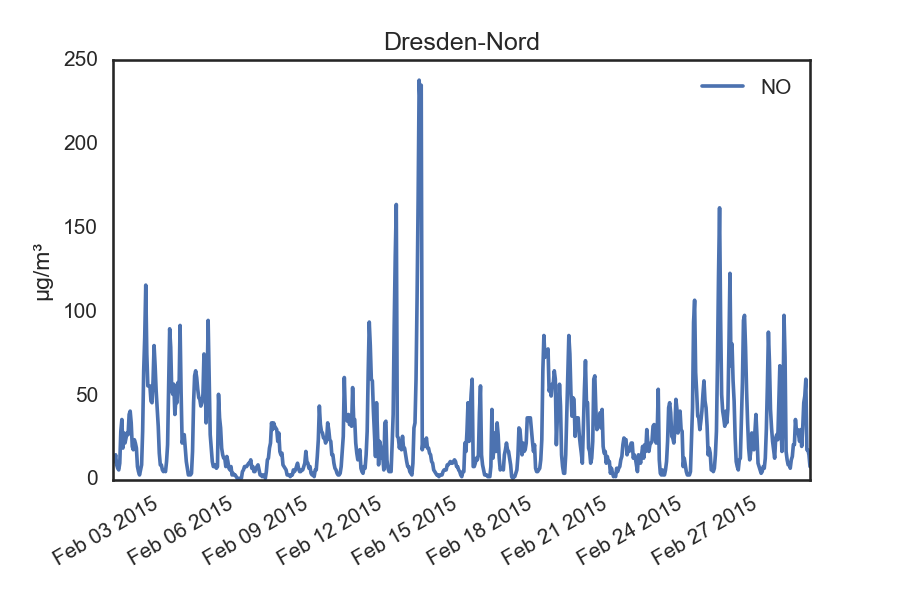 Dresden-Nord
NO
µg/m³
250
200
150
100
50
0
Feb 03 2015
Feb 06 2015
Feb 09 2015
Feb 12 2015
Feb 15 2015
Feb 18 2015
Feb 21 2015
Feb 24 2015
Feb 27 2015